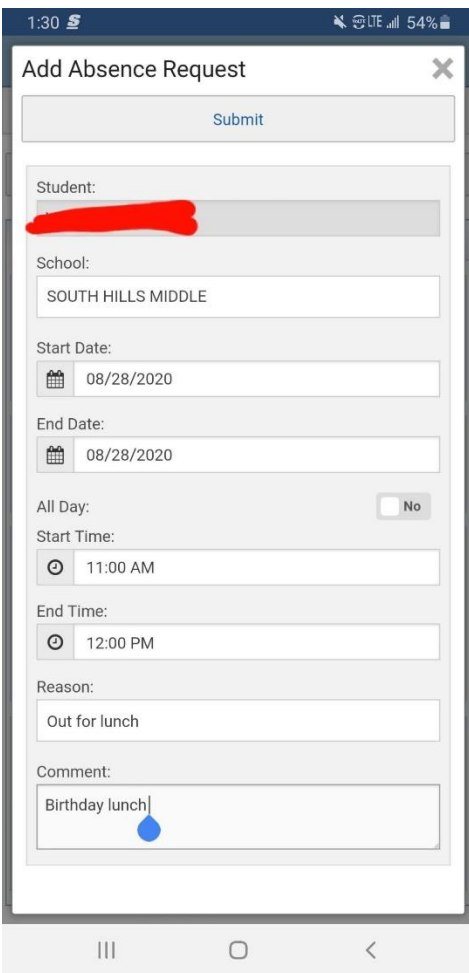 1:30 LTE 54%
Add Absence Request
Submit
Student:
School:
SOUTH HILLS MIDDLE
Start Date:
08/28/2020
End Date:
08/28/2020
All Day: No
Start Time:
11:00 AM
End Time:
12:00 PM
Reason:
Out for lunch
Comment:
Birthday lunch